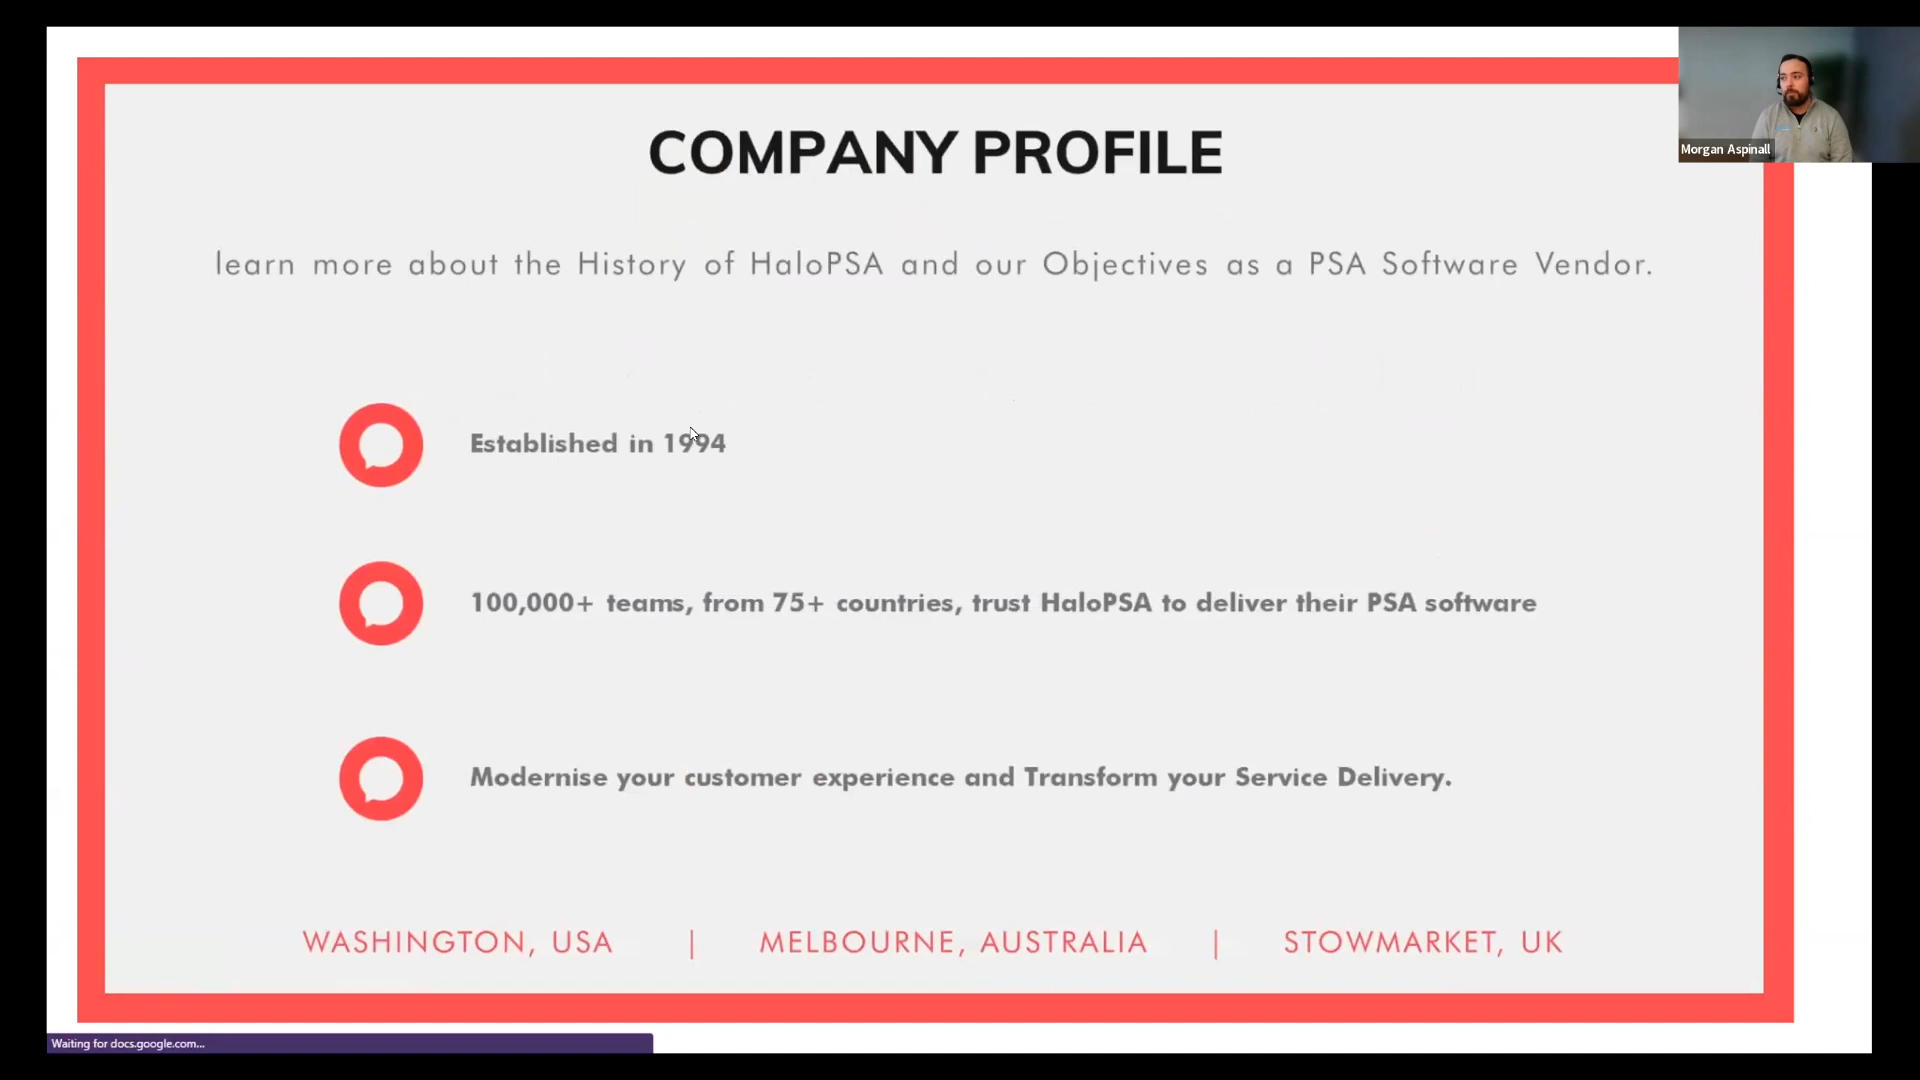 COMPANY PROFILE
Morgan Aspinall
learn more about the History of HaloPSA and our Objectives as a PSA Software Vendor.
Established in 1994
100,000+ teams, from 75+ countries, trust HaloPSA to deliver their PSA software
Modernise your customer experience and Transform your Service Delivery.
WASHINGTON, USA | MELBOURNE, AUSTRALIA | STOWMARKET, UK
Waiting for docs.google.com...